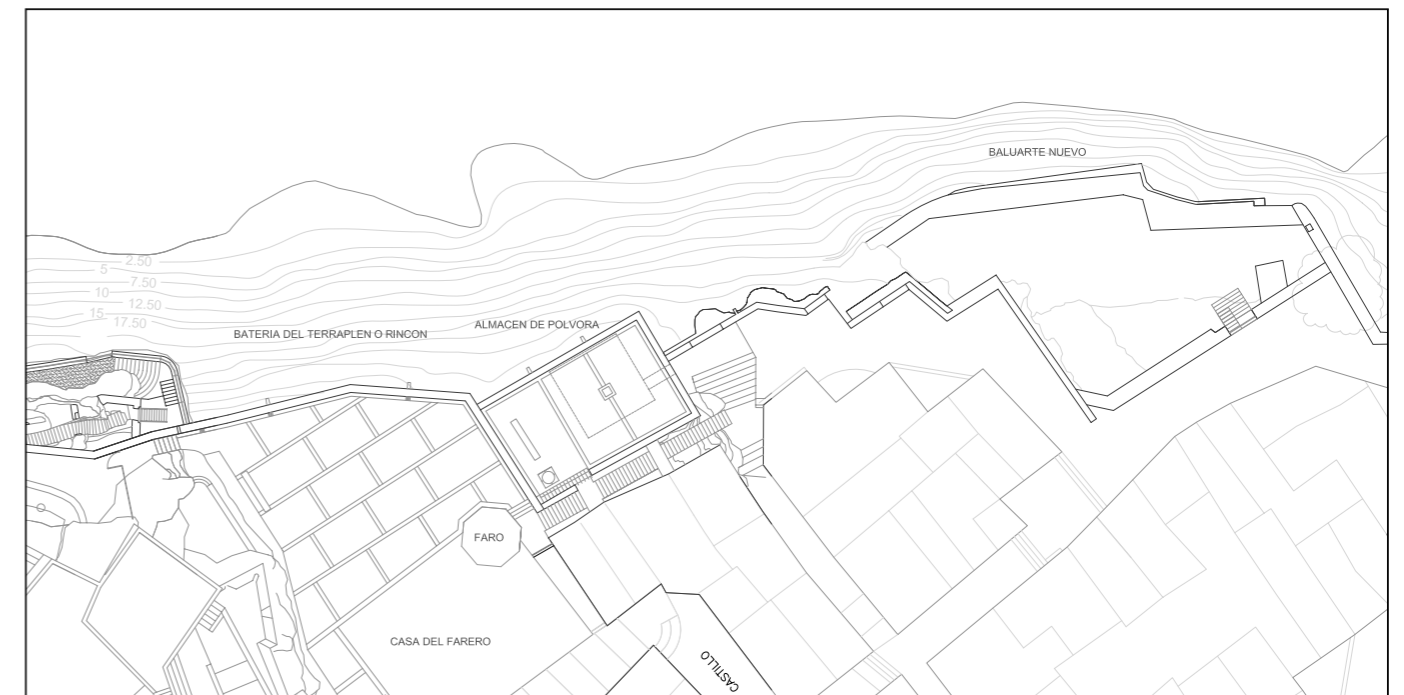 BALUARTE NUEVO
2.50
5
7.50
10
12.50
15
17.50
BATERIA DEL TERRAPLEN O RINCON
ALMACEN DE POLVORA
FARO
CASA DEL FARERO
CASTILLO